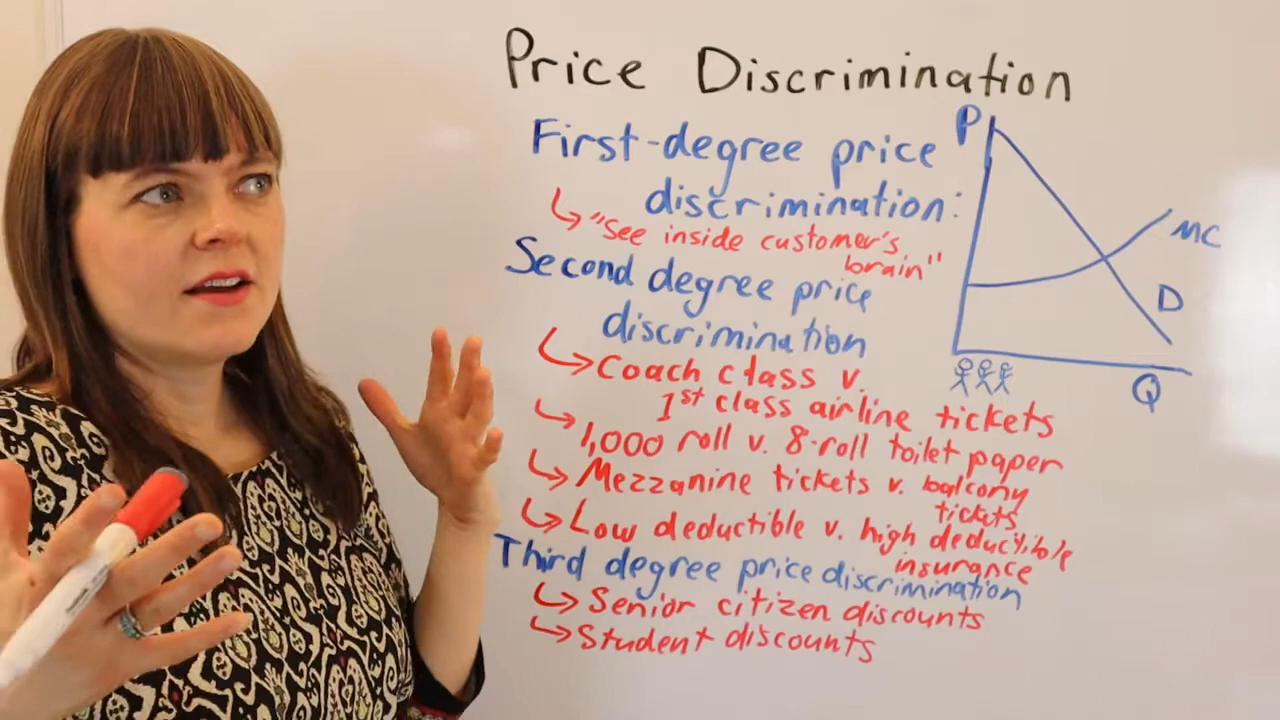 Price Discrimination
First-degree price
discrimination:
"See inside customer's
brain"
Second degree price
discrimination
Coach class v.
1st class airline tickets
1,000 roll v. 8-roll toilet paper
Mezzanine tickets v. balcony
tickets
Low deductible v. high deductible
insurance
Third degree price discrimination
Senior citizen discounts
Student discounts
P
MC
D
Q